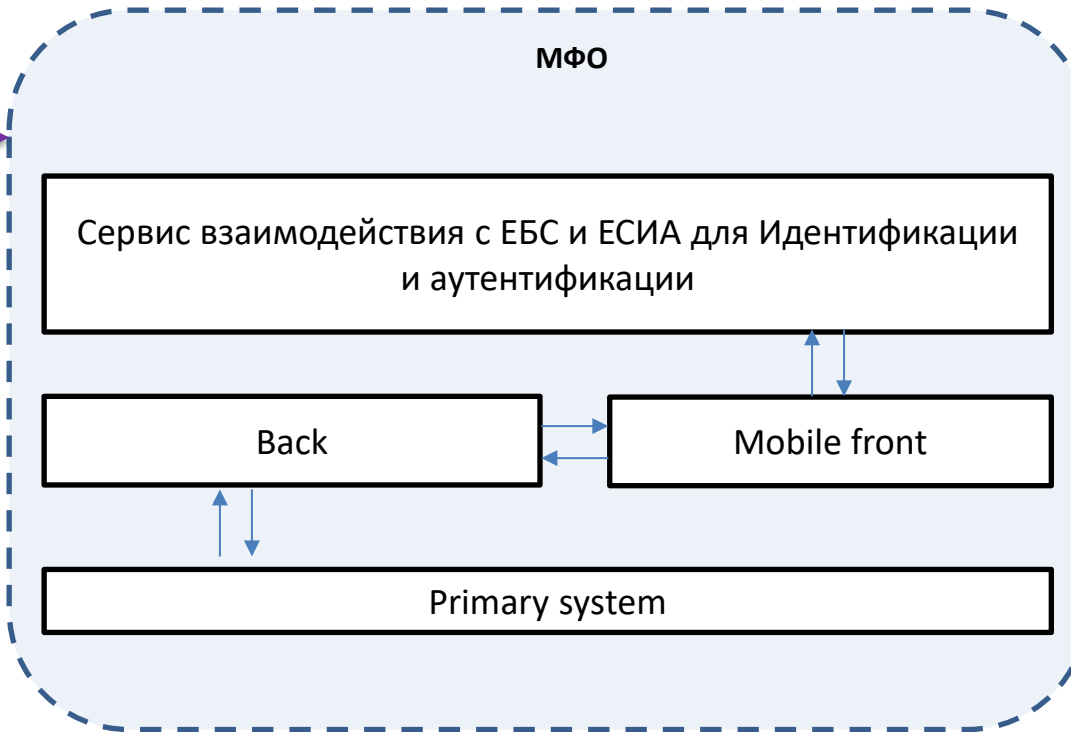 МФО
Сервис взаимодействия с ЕБС и ЕСИА для Идентификации
и аутентификации
Back
Mobile front
Primary system